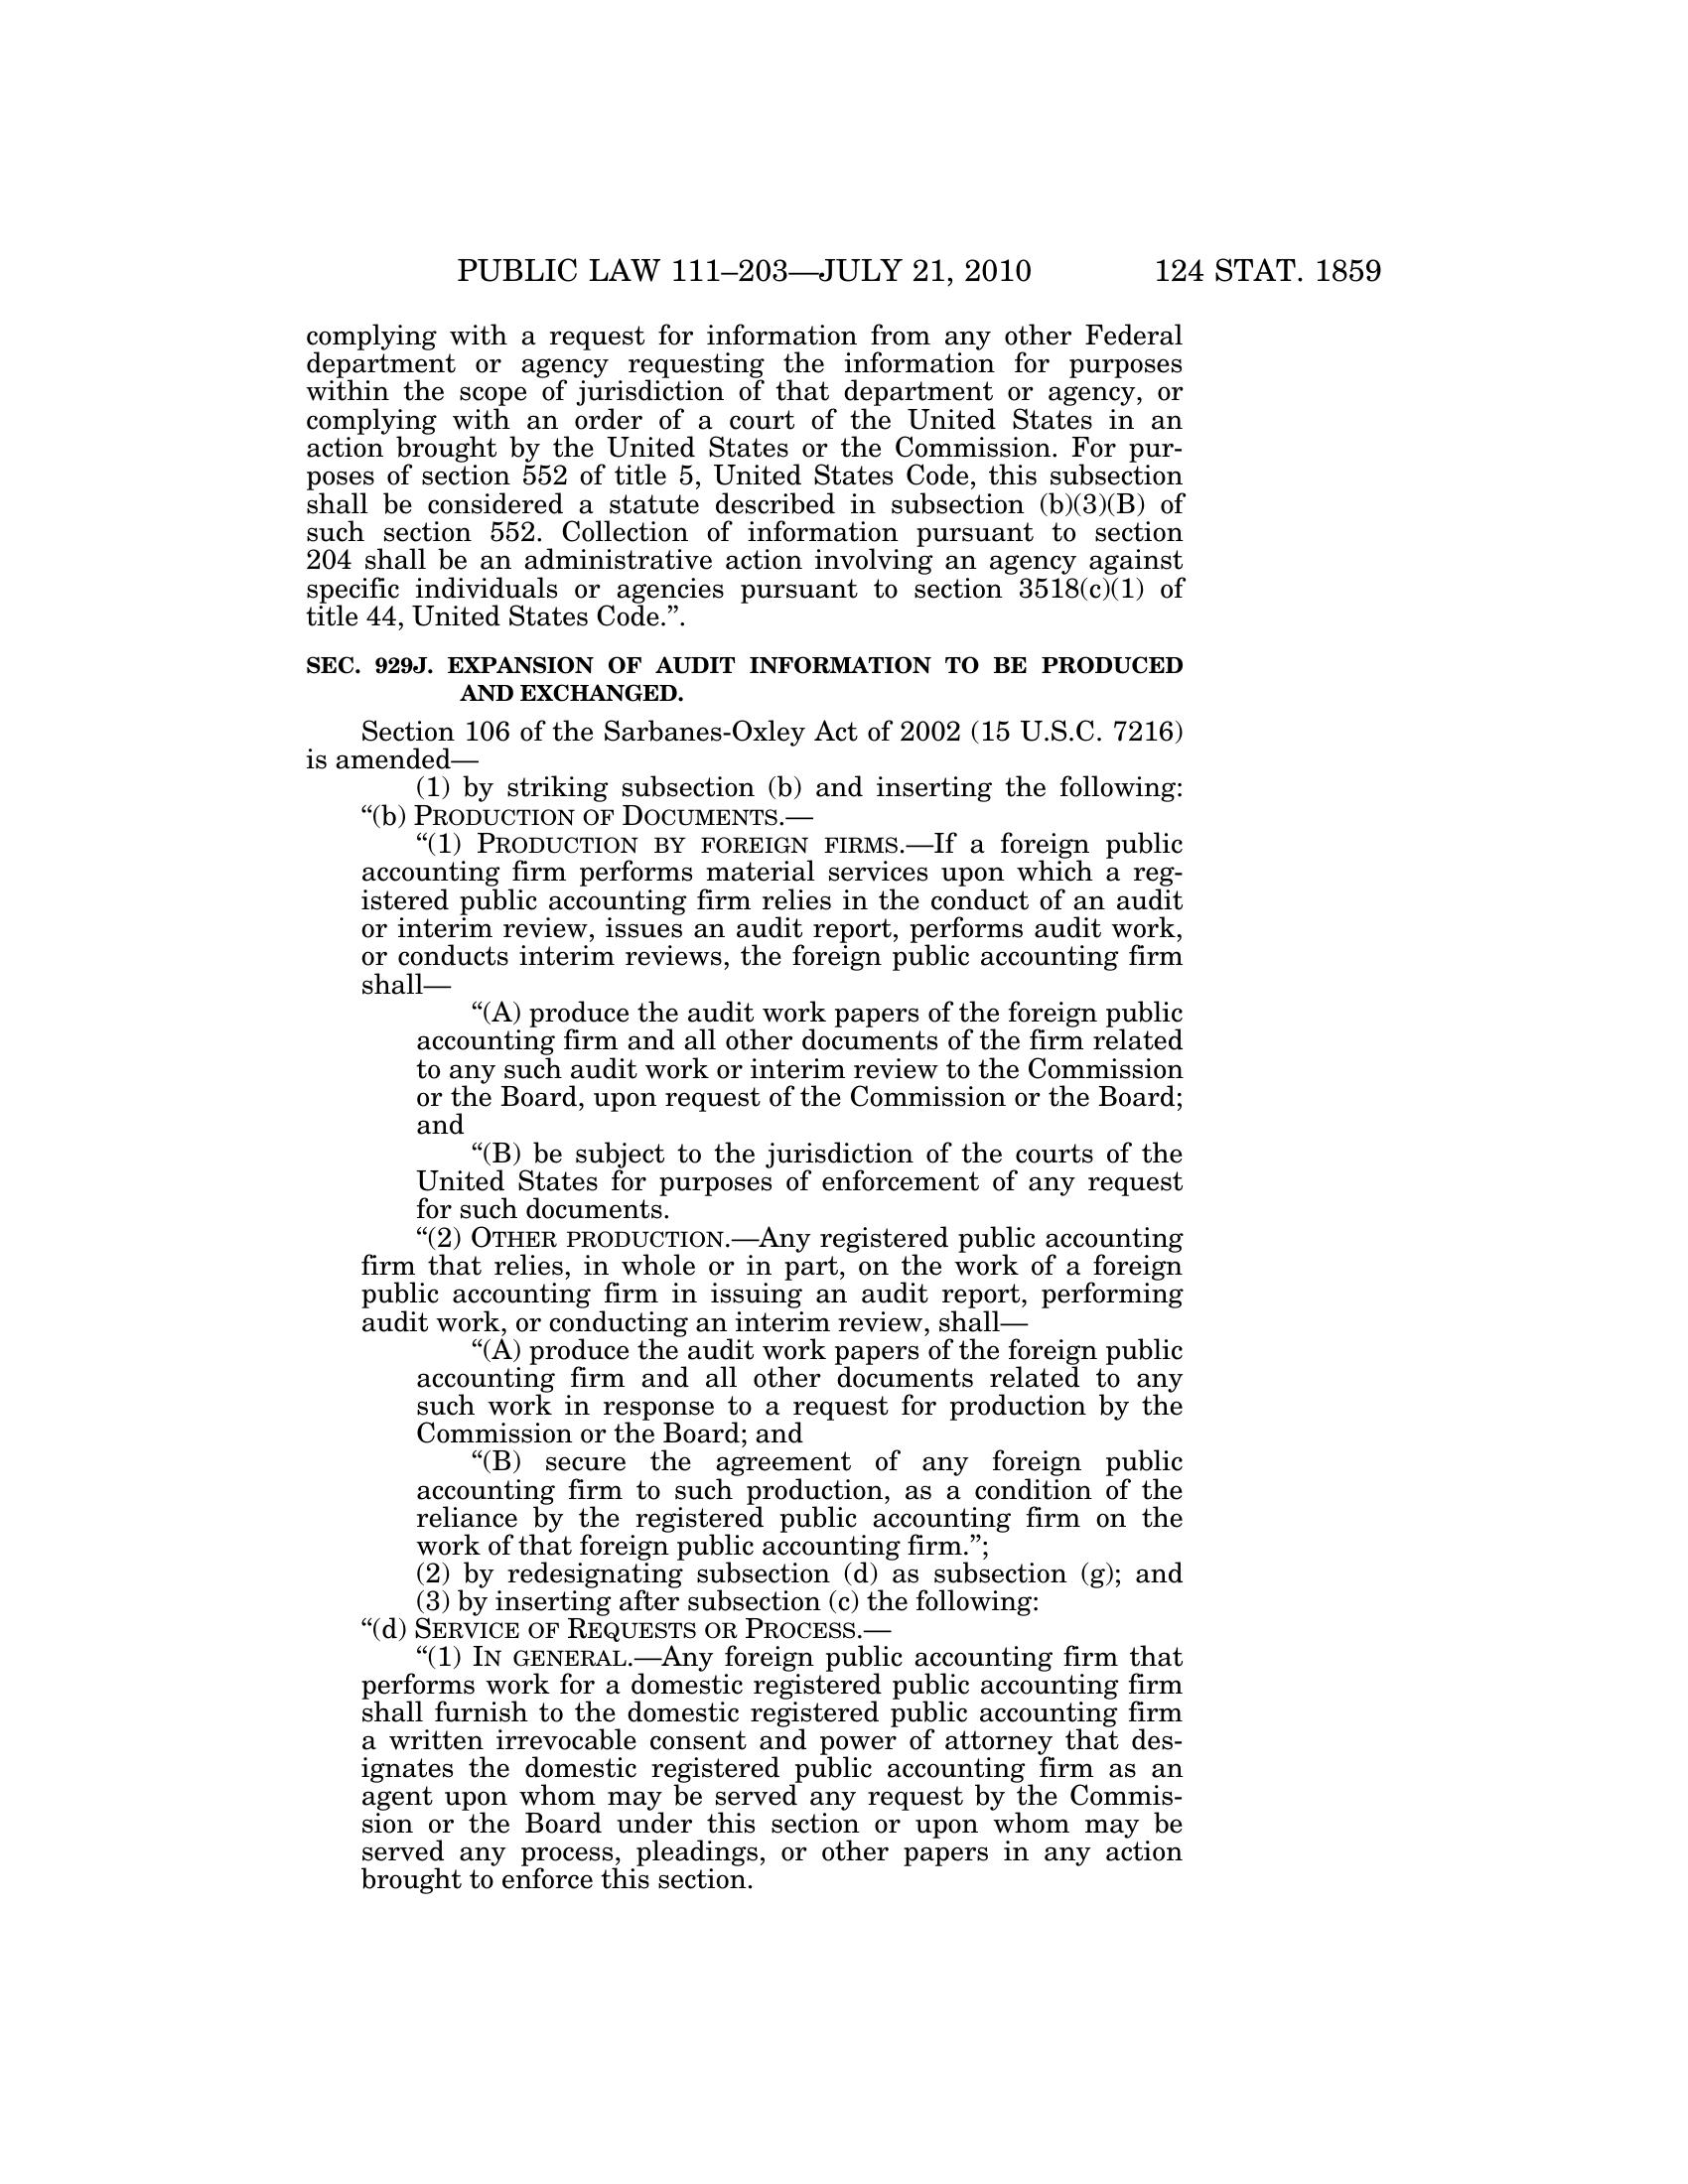 PUBLIC LAW 111–203—JULY 21, 2010 124 STAT. 1859
complying with a request for information from any other Federal
department or agency requesting the information for purposes
within the scope of jurisdiction of that department or agency, or
complying with an order of a court of the United States in an
action brought by the United States or the Commission. For pur-
poses of section 552 of title 5, United States Code, this subsection
shall be considered a statute described in subsection (b)(3)(B) of
such section 552. Collection of information pursuant to section
204 shall be an administrative action involving an agency against
specific individuals or agencies pursuant to section 3518(c)(1) of
title 44, United States Code.”.
SEC. 929J. EXPANSION OF AUDIT INFORMATION TO BE PRODUCED
AND EXCHANGED.
Section 106 of the Sarbanes-Oxley Act of 2002 (15 U.S.C. 7216)
is amended—
(1) by striking subsection (b) and inserting the following:
“(b) PRODUCTION OF DOCUMENTS.—
“(1) PRODUCTION BY FOREIGN FIRMS.—If a foreign public
accounting firm performs material services upon which a reg-
istered public accounting firm relies in the conduct of an audit
or interim review, issues an audit report, performs audit work,
or conducts interim reviews, the foreign public accounting firm
shall—
“(A) produce the audit work papers of the foreign public
accounting firm and all other documents of the firm related
to any such audit work or interim review to the Commission
or the Board, upon request of the Commission or the Board;
and
“(B) be subject to the jurisdiction of the courts of the
United States for purposes of enforcement of any request
for such documents.
“(2) OTHER PRODUCTION.—Any registered public accounting
firm that relies, in whole or in part, on the work of a foreign
public accounting firm in issuing an audit report, performing
audit work, or conducting an interim review, shall—
“(A) produce the audit work papers of the foreign public
accounting firm and all other documents related to any
such work in response to a request for production by the
Commission or the Board; and
“(B) secure the agreement of any foreign public
accounting firm to such production, as a condition of the
reliance by the registered public accounting firm on the
work of that foreign public accounting firm.”;
(2) by redesignating subsection (d) as subsection (g); and
(3) by inserting after subsection (c) the following:
“(d) SERVICE OF REQUESTS OR PROCESS.—
“(1) IN GENERAL.—Any foreign public accounting firm that
performs work for a domestic registered public accounting firm
shall furnish to the domestic registered public accounting firm
a written irrevocable consent and power of attorney that des-
ignates the domestic registered public accounting firm as an
agent upon whom may be served any request by the Commis-
sion or the Board under this section or upon whom may be
served any process, pleadings, or other papers in any action
brought to enforce this section.